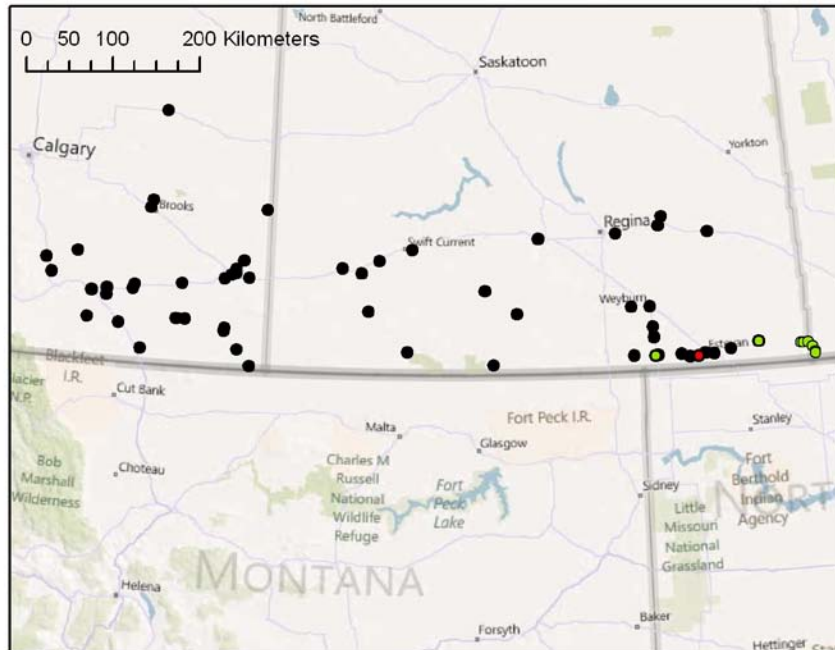 North Battleford
0 50 100 200 Kilometers
Saskatoon
Calgary
Yorkton
Brooks
Regina
Swift Current
Weyburn
Estevan
Blackfeet
I.R.
Glacier
N.P.
Cut Bank
Fort Peck I.R.
Stanley
Malta
Glasgow
Bob
Marshall
Wilderness
Choteau
Charles M
Russell
National
Wildlife
Refuge
Fort
Peck
Lake
Sidney
Fort
Berthold
Indian
Agency
NORT
Little
Missouri
National
Grassland
MONTANA
Helena
Baker
Forsyth
Hettinger